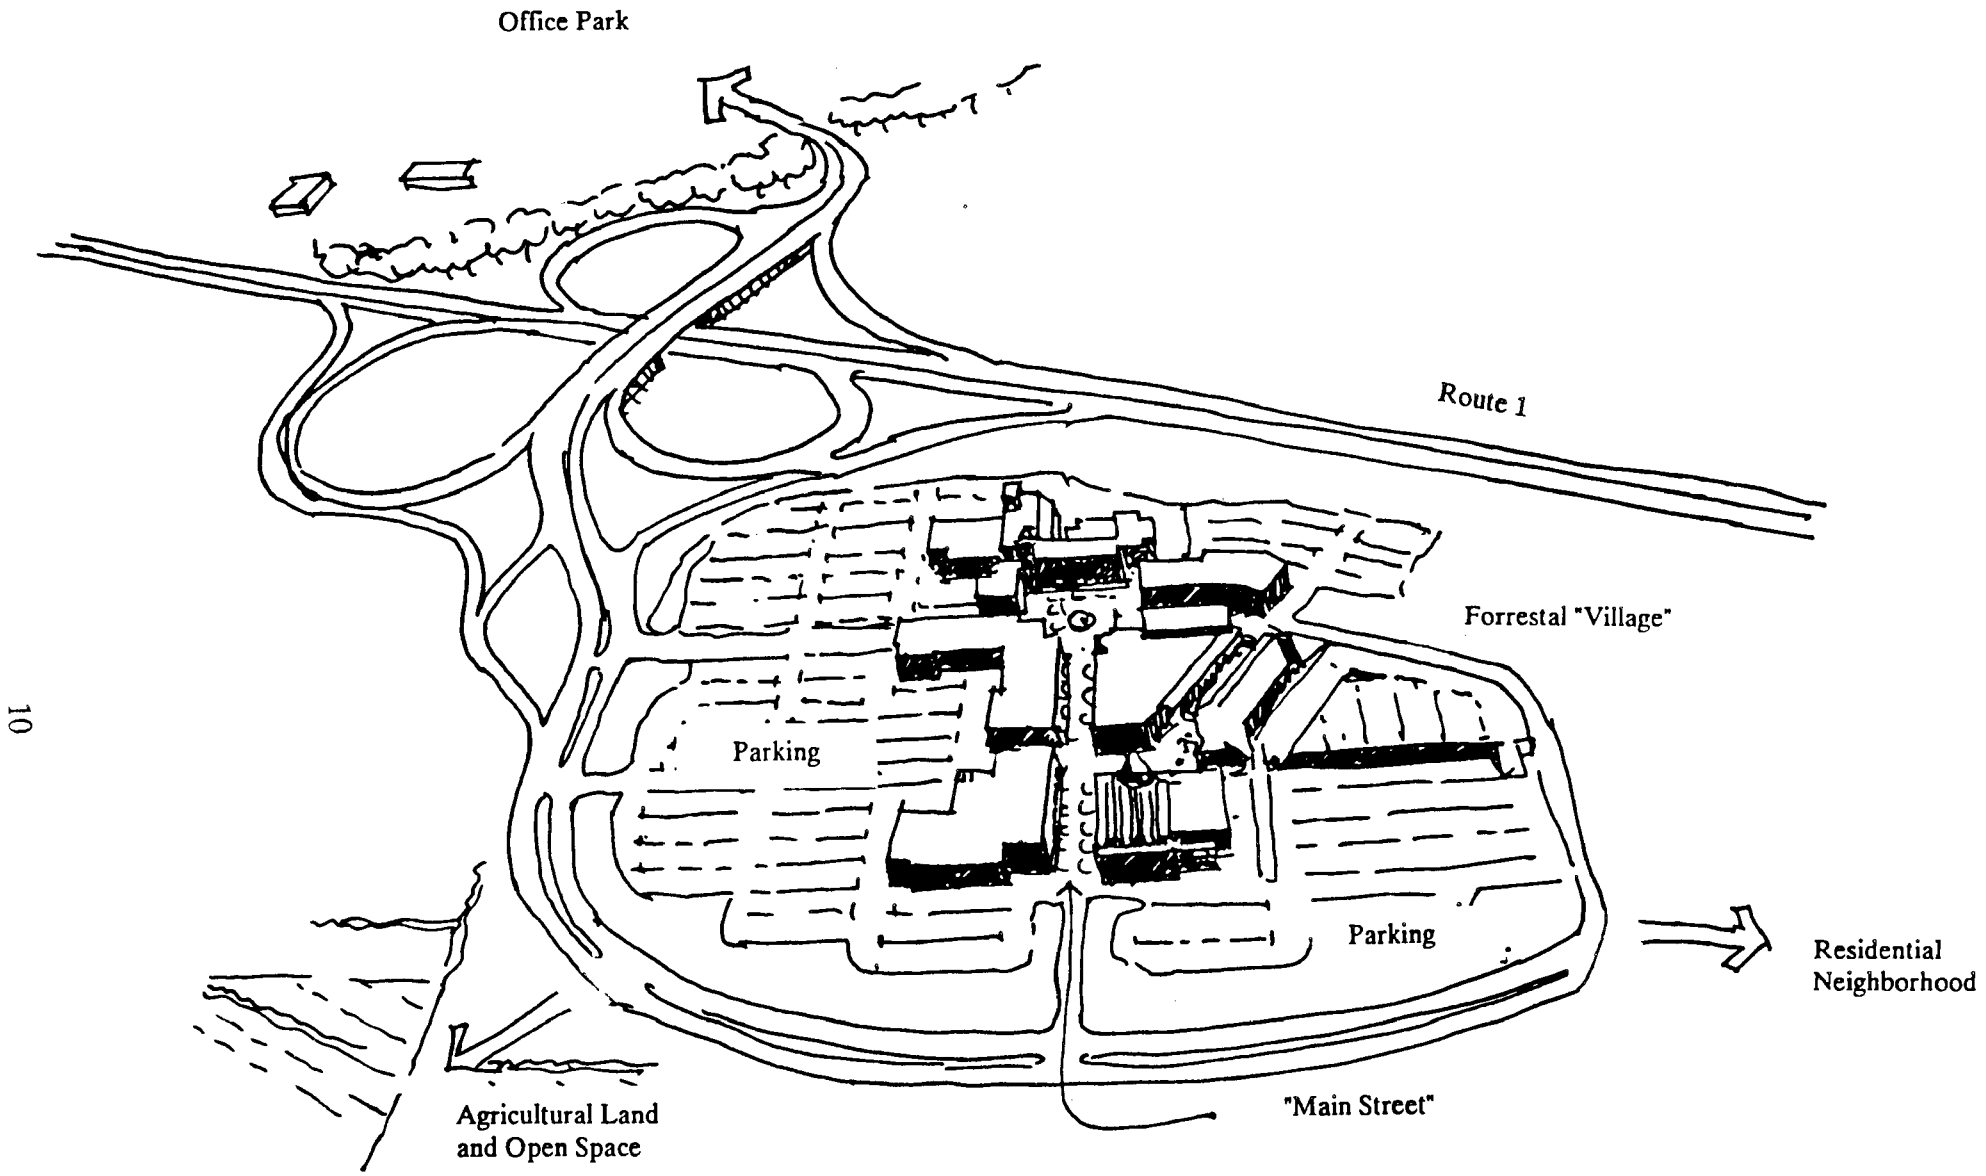 Office Park
Route 1
Forrestal "Village"
10
Parking
Parking
Residential
Neighborhood
"Main Street"
Agricultural Land
and Open Space